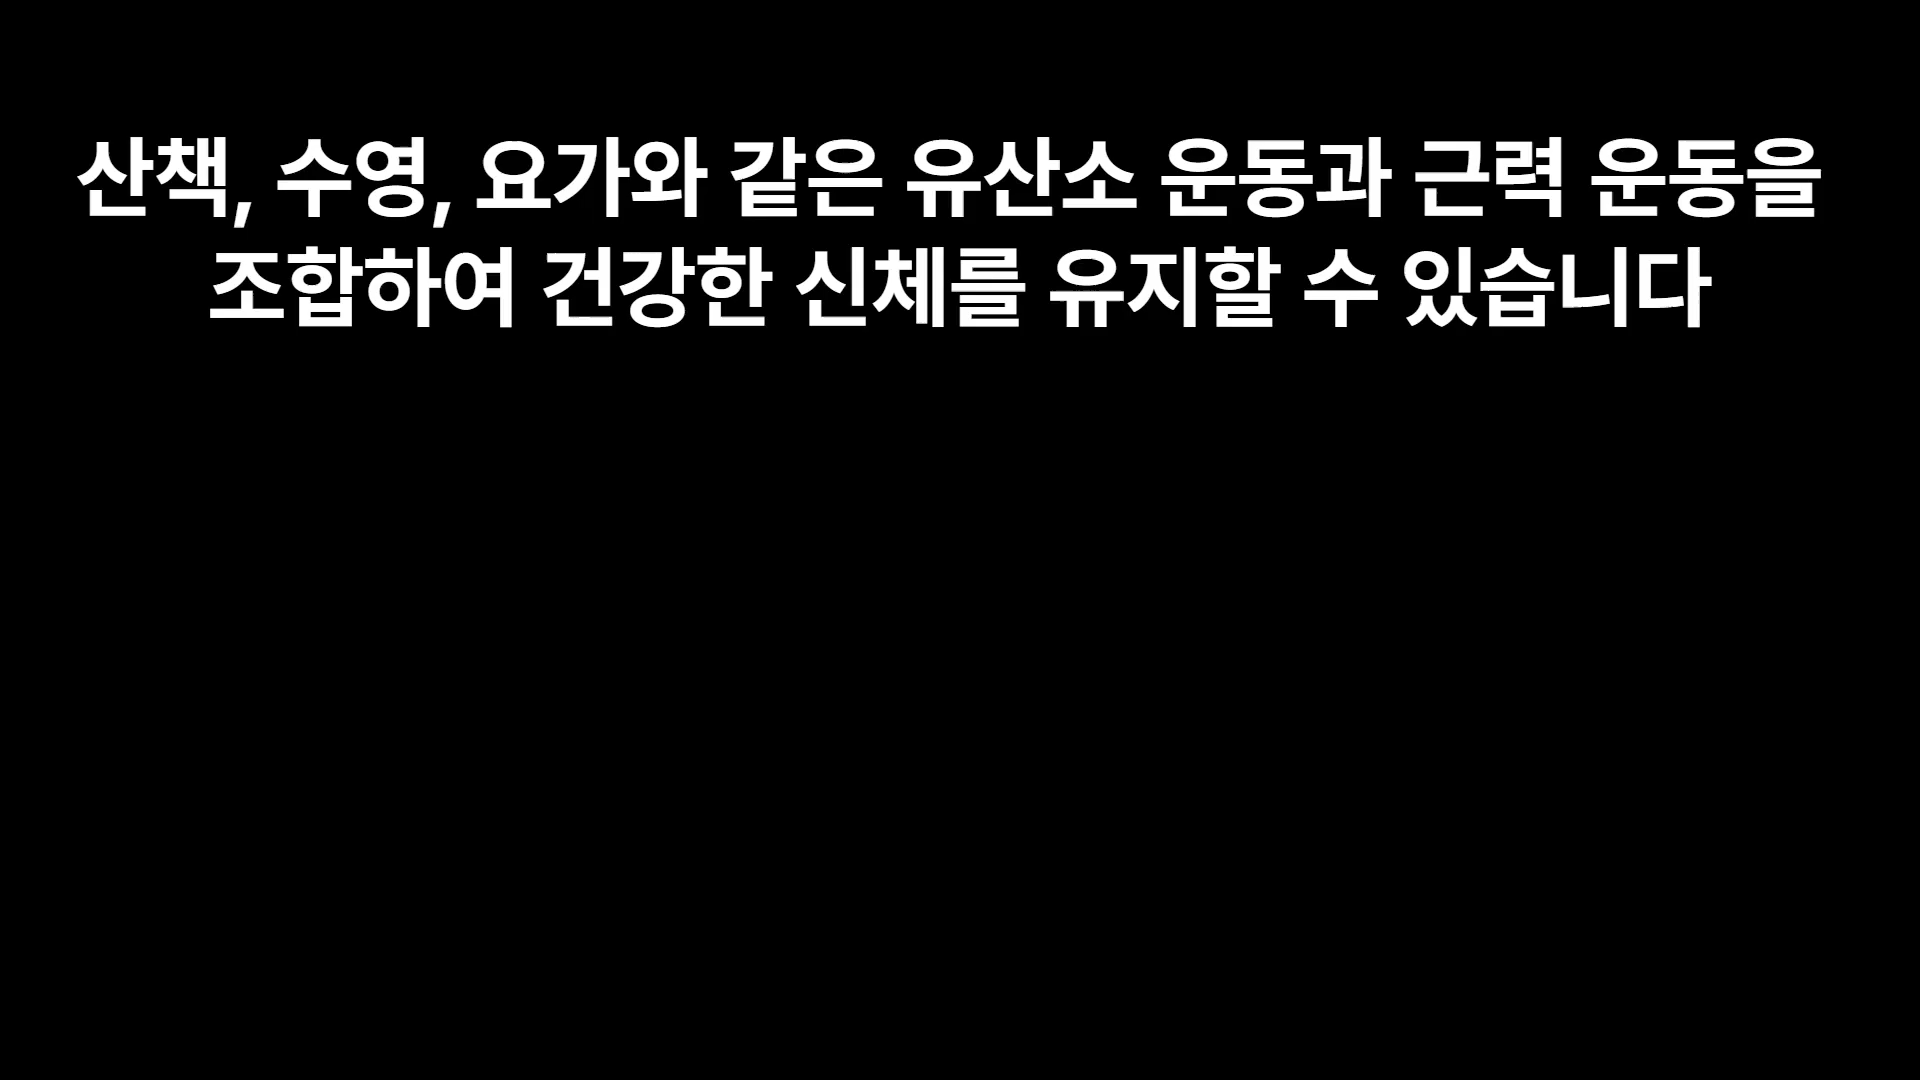 산책, 수영, 요가와 같은 유산소 운동과 근력 운동을
조합하여 건강한 신체를 유지할 수 있습니다